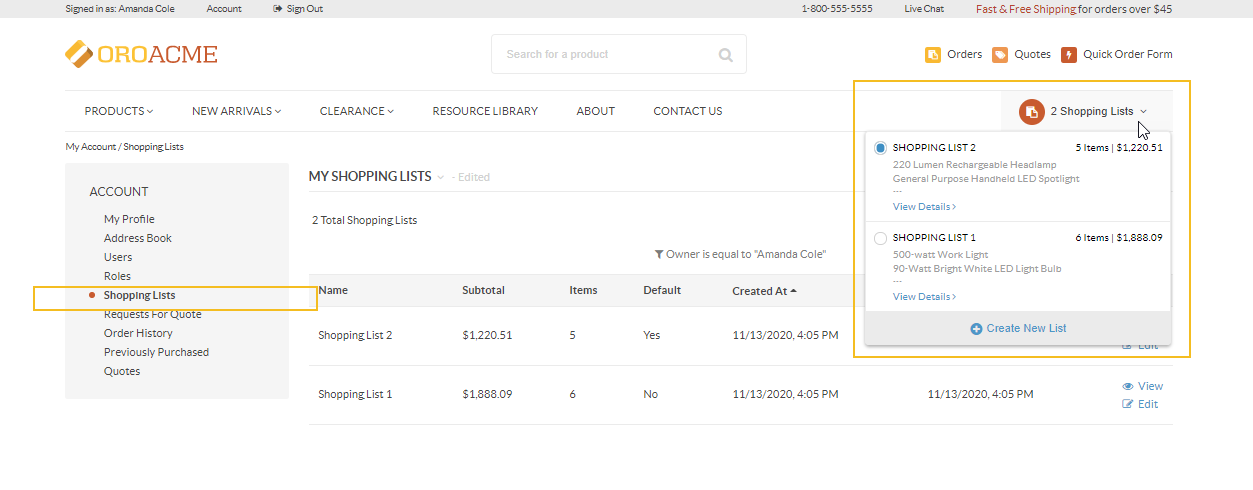 Signed in as: Amanda Cole Account Sign Out 1-800-555-5555 Live Chat Fast & Free Shipping for orders over $45
OROACME Search for a product Orders Quotes Quick Order Form
PRODUCTS NEW ARRIVALS CLEARANCE RESOURCE LIBRARY ABOUT CONTACT US 2 Shopping Lists
My Account / Shopping Lists
ACCOUNT
My Profile
Address Book
Users
Roles
Shopping Lists
Requests For Quote
Order History
Previously Purchased
Quotes
MY SHOPPING LISTS - Edited
2 Total Shopping Lists
Owner is equal to "Amanda Cole"
Name Subtotal Items Default Created At
Shopping List 2 $1,220.51 5 Yes 11/13/2020, 4:05 PM
Edit
Shopping List 1 $1,888.09 6 No 11/13/2020, 4:05 PM 11/13/2020, 4:05 PM View
Edit
SHOPPING LIST 2 5 Items | $1,220.51
220 Lumen Rechargeable Headlamp
General Purpose Handheld LED Spotlight
...
View Details
SHOPPING LIST 1 6 Items | $1,888.09
500-watt Work Light
90-Watt Bright White LED Light Bulb
...
View Details
Create New List